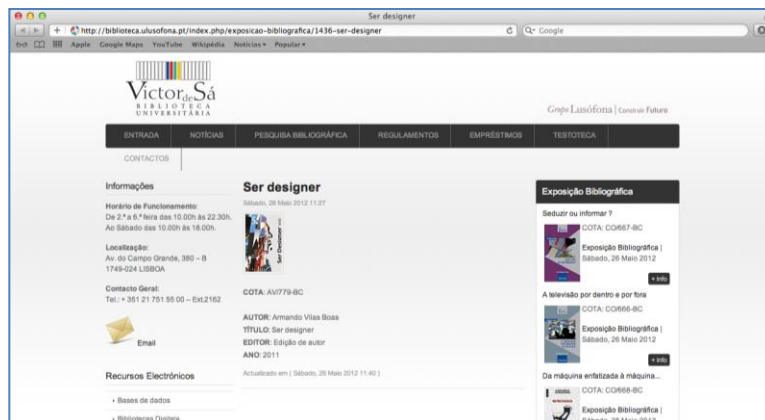 Ser designer
http://biblioteca.ulusofona.pt/index.php/exposicao-bibliografica/1436-ser-designer
Google
Apple Google Maps YouTube Wikipédia Notícias Popular
Victor de Sá
BIBLIOTECA
UNIVERSITÁRIA
Grupo Lusófona | Construir Futuro
ENTRADA NOTÍCIAS PESQUISA BIBLIOGRÁFICA REGULAMENTOS EMPRÉSTIMOS TESTOTECA
CONTACTOS
Informações
Horário de Funcionamento:
De 2.ª a 6.ª feira das 10.00h às 22.30h.
Ao Sábado das 10.00h às 18.00h.
Localização:
Av. do Campo Grande, 380 – B
1749-024 LISBOA
Contacto Geral:
Tel.: + 351 21 751 55 00 – Ext.2162
Email
Recursos Electrónicos
Bases de dados
Bibliotecas Digitais
Ser designer
Sábado, 26 Maio 2012 11:27
Ser Designer
COTA: AV/779-BC
AUTOR: Armando Vilas Boas
TÍTULO: Ser designer
EDITOR: Edição de autor
ANO: 2011
Actualizado em ( Sábado, 26 Maio 2012 11:40 )
Exposição Bibliográfica
Seduzir ou informar ?
COTA: CO/667-BC
Exposição Bibliográfica |
Sábado, 26 Maio 2012
+ Info
A televisão por dentro e por fora
COTA: CO/666-BC
Exposição Bibliográfica |
Sábado, 26 Maio 2012
+ Info
Da máquina enfatizada à máquina...
COTA: CO/668-BC
Exposição Bibliográfica |
Sábado, 26 Maio 2012